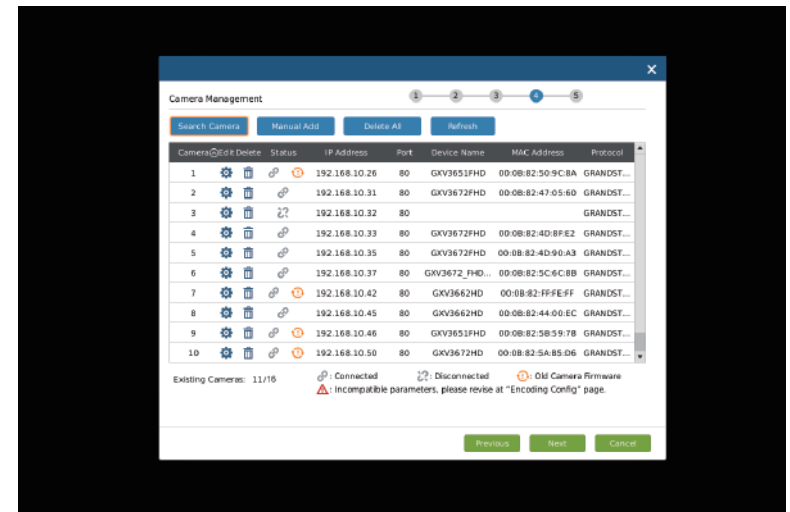 Camera Management 1 2 3 4 5
Search Camera Manual Add Delete All Refresh
Camera Edit Delete Status IP Address Port Device Name MAC Address Protocol
1 192.168.10.26 80 GXV3651FHD 00:0B:82:50:9C:8A GRANDST...
2 192.168.10.31 80 GXV3672FHD 00:0B:82:47:05:60 GRANDST...
3 192.168.10.32 80 GRANDST...
4 192.168.10.33 80 GXV3672FHD 00:0B:82:4D:8F:E2 GRANDST...
5 192.168.10.35 80 GXV3672FHD 00:0B:82:4D:90:A3 GRANDST...
6 192.168.10.37 80 GXV3672_FHD... 00:0B:82:5C:6C:8B GRANDST...
7 192.168.10.42 80 GXV3662HD 00:0B:82:FF:FE:FF GRANDST...
8 192.168.10.45 80 GXV3662HD 00:0B:82:44:00:EC GRANDST...
9 192.168.10.46 80 GXV3651FHD 00:0B:82:5B:59:7B GRANDST...
10 192.168.10.50 80 GXV3672HD 00:0B:82:5A:B5:D6 GRANDST...
Existing Cameras: 11/16 : Connected : Disconnected : Old Camera Firmware
: Incompatible parameters, please revise at "Encoding Config" page.
Previous Next Cancel